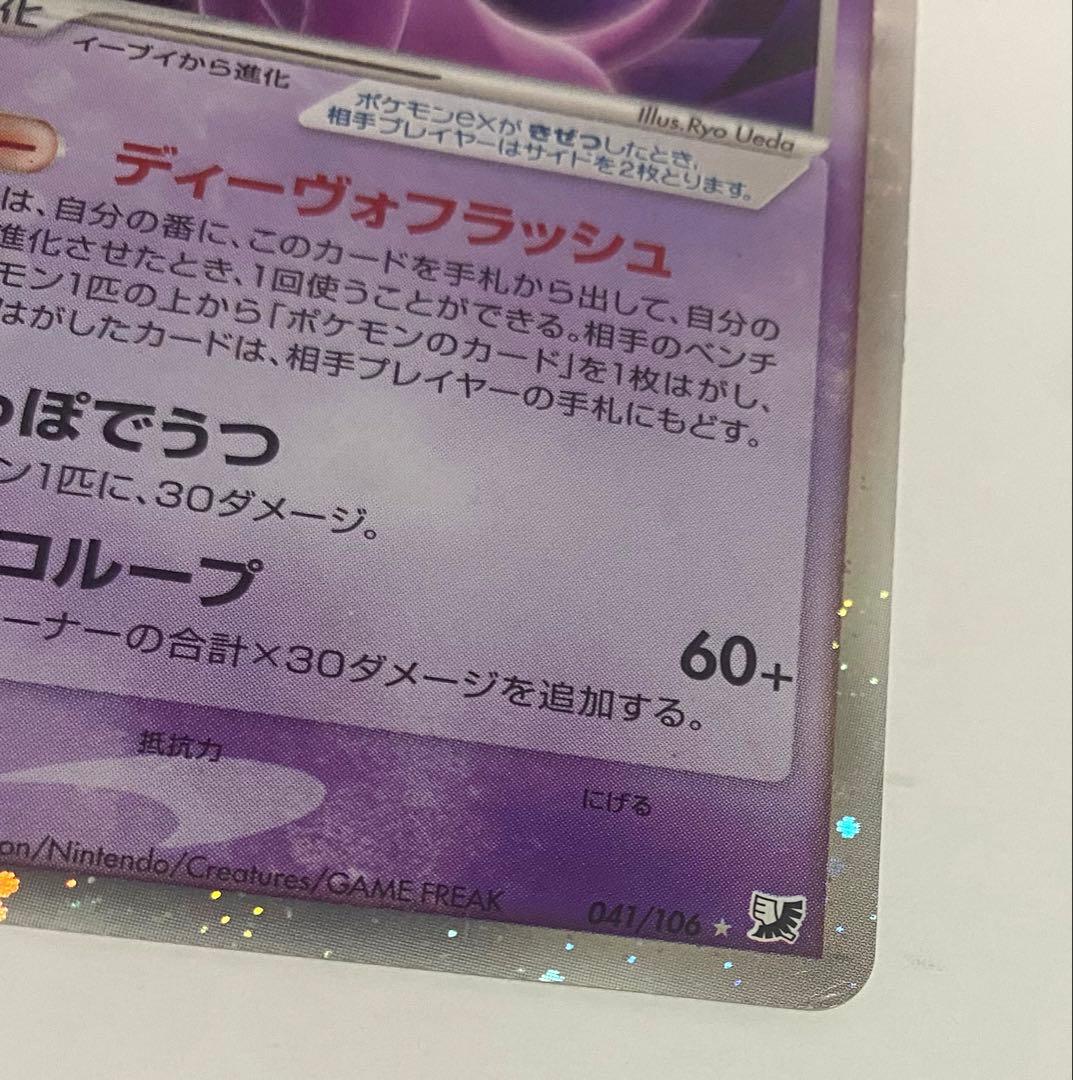 化
イーブイから進化
Illus.Ryo Ueda
ポケモンexが きぜつしたとき、
相手プレイヤーはサイドを2枚とります。
ー ディーヴォフラッシュ
は、自分の番に、このカードを手札から出して、自分の
進化させたとき、1回使うことができる。相手のベンチ
モン1匹の上から「ポケモンのカード」を1枚はがし、
はがしたカードは、相手プレイヤーの手札にもどす。
っぽでうつ
ン1匹に、30ダメージ。
コループ
60+
ーナーの合計×30ダメージを追加する。
抵抗力
にげる
on/Nintendo/Creatures/GAME FREAK
041/106 ★